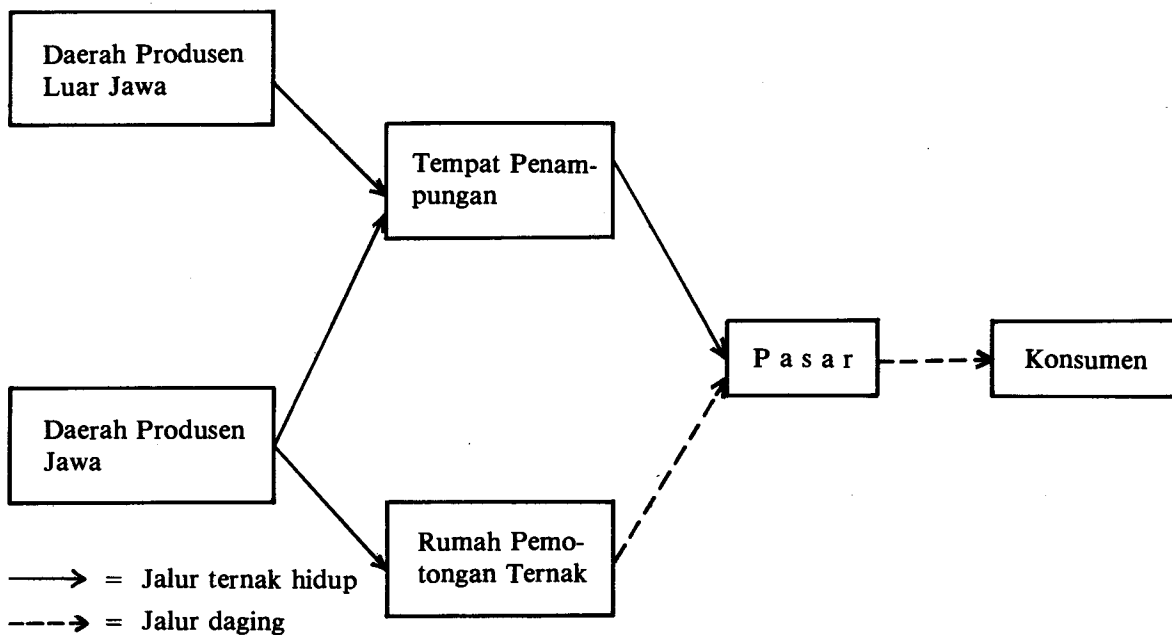 Daerah Produsen
Luar Jawa
Tempat Penam-
pungan
P a s a r
Konsumen
Daerah Produsen
Jawa
Rumah Pemo-
tongan Ternak
= Jalur ternak hidup
= Jalur daging